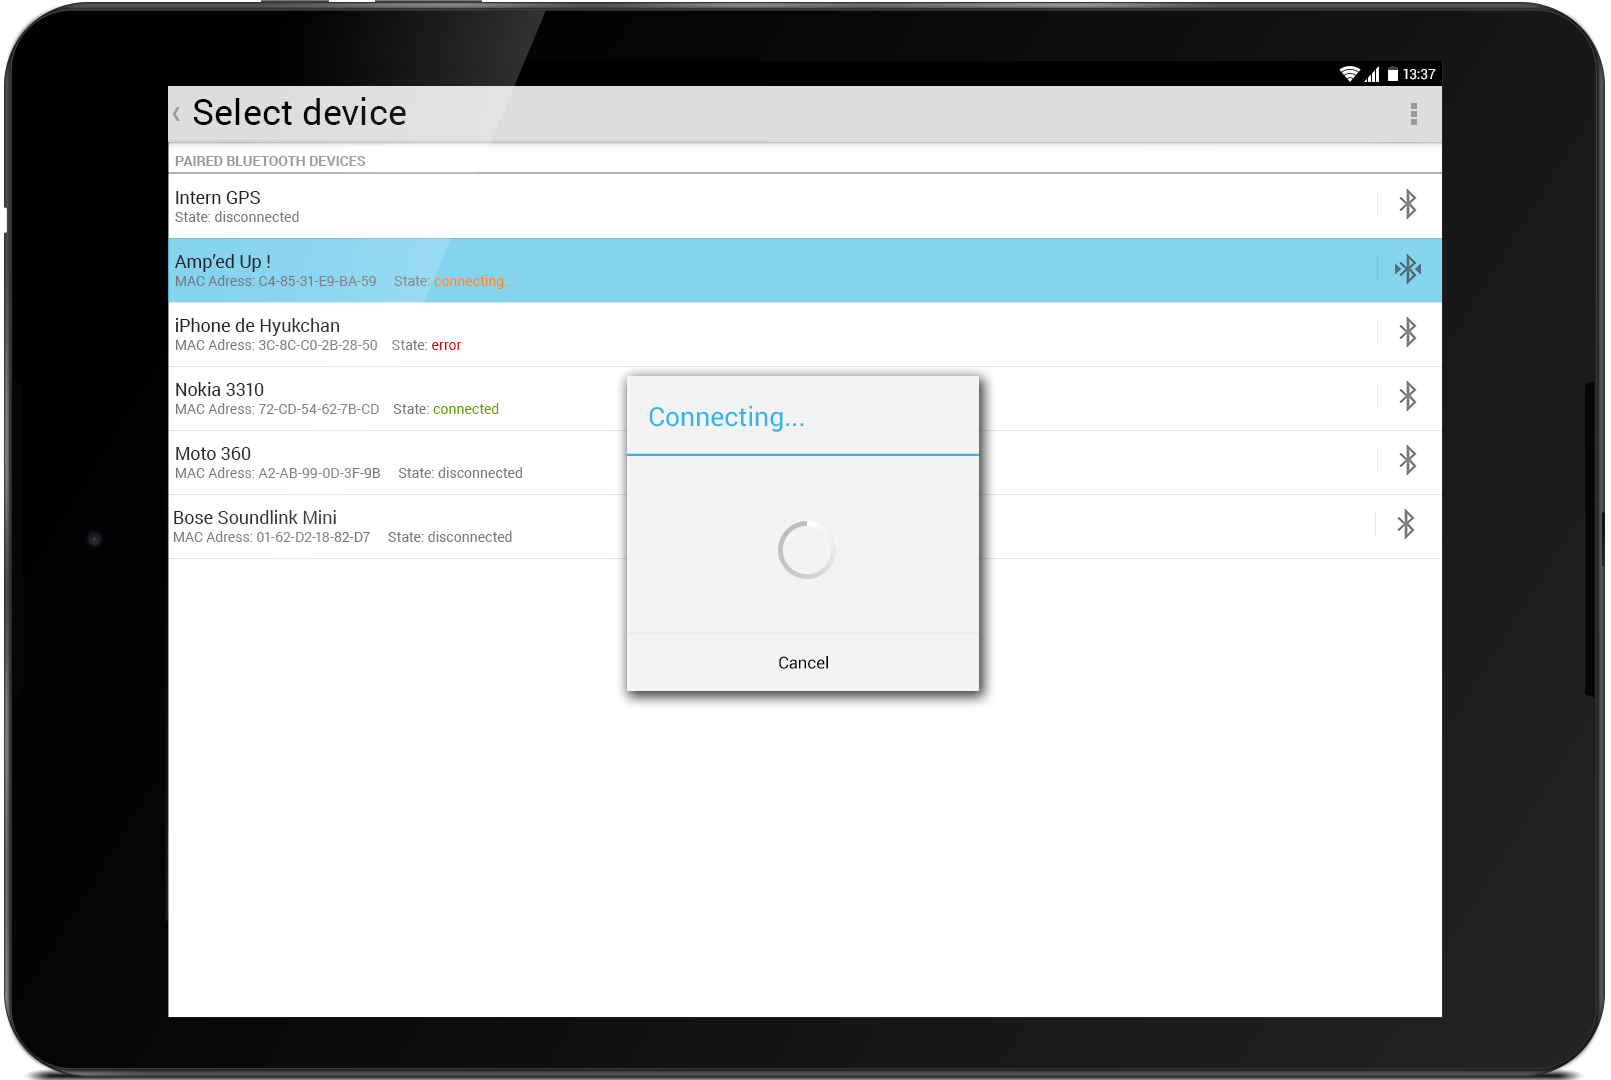 13:37
Select device
PAIRED BLUETOOTH DEVICES
Intern GPS
State: disconnected
Amp’ed Up !
MAC Adress: C4-85-31-E9-BA-59 State: connecting...
iPhone de Hyukchan
MAC Adress: 3C-8C-C0-2B-28-50 State: error
Nokia 3310
MAC Adress: 72-CD-54-62-7B-CD State: connected
Moto 360
MAC Adress: A2-AB-99-0D-3F-9B State: disconnected
Bose Soundlink Mini
MAC Adress: 01-62-D2-18-82-D7 State: disconnected
Connecting...
Cancel